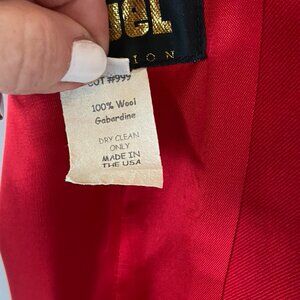 CUT #999
100% Wool
Gabardine
DRY CLEAN
ONLY
MADE IN
THE USA